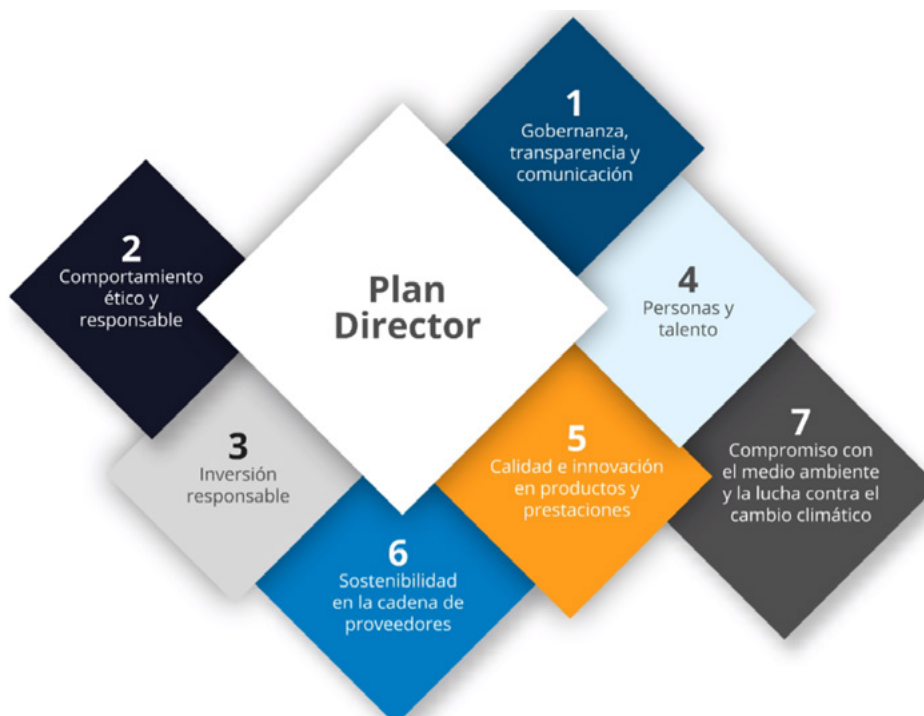 Plan
Director
1
Gobernanza,
transparencia y
comunicación
2
Comportamiento
ético y
responsable
3
Inversión
responsable
4
Personas y
talento
5
Calidad e innovación
en productos y
prestaciones
6
Sostenibilidad
en la cadena de
proveedores
7
Compromiso con
el medio ambiente
y la lucha contra el
cambio climático